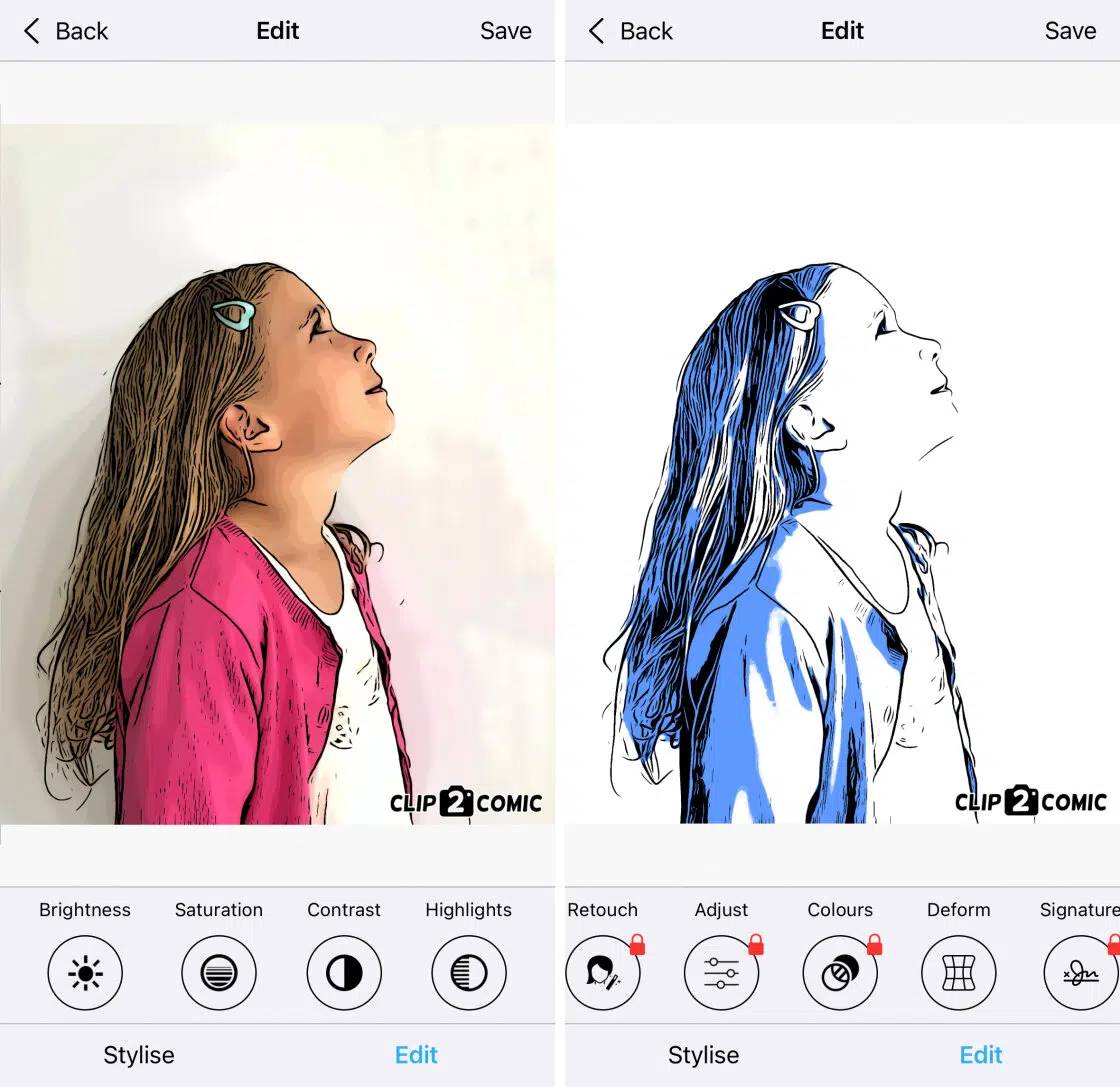 Back Edit Save
CLIP 2 COMIC
Brightness Saturation Contrast Highlights
Stylise Edit
Back Edit Save
CLIP 2 COMIC
Retouch Adjust Colours Deform Signature
Stylise Edit